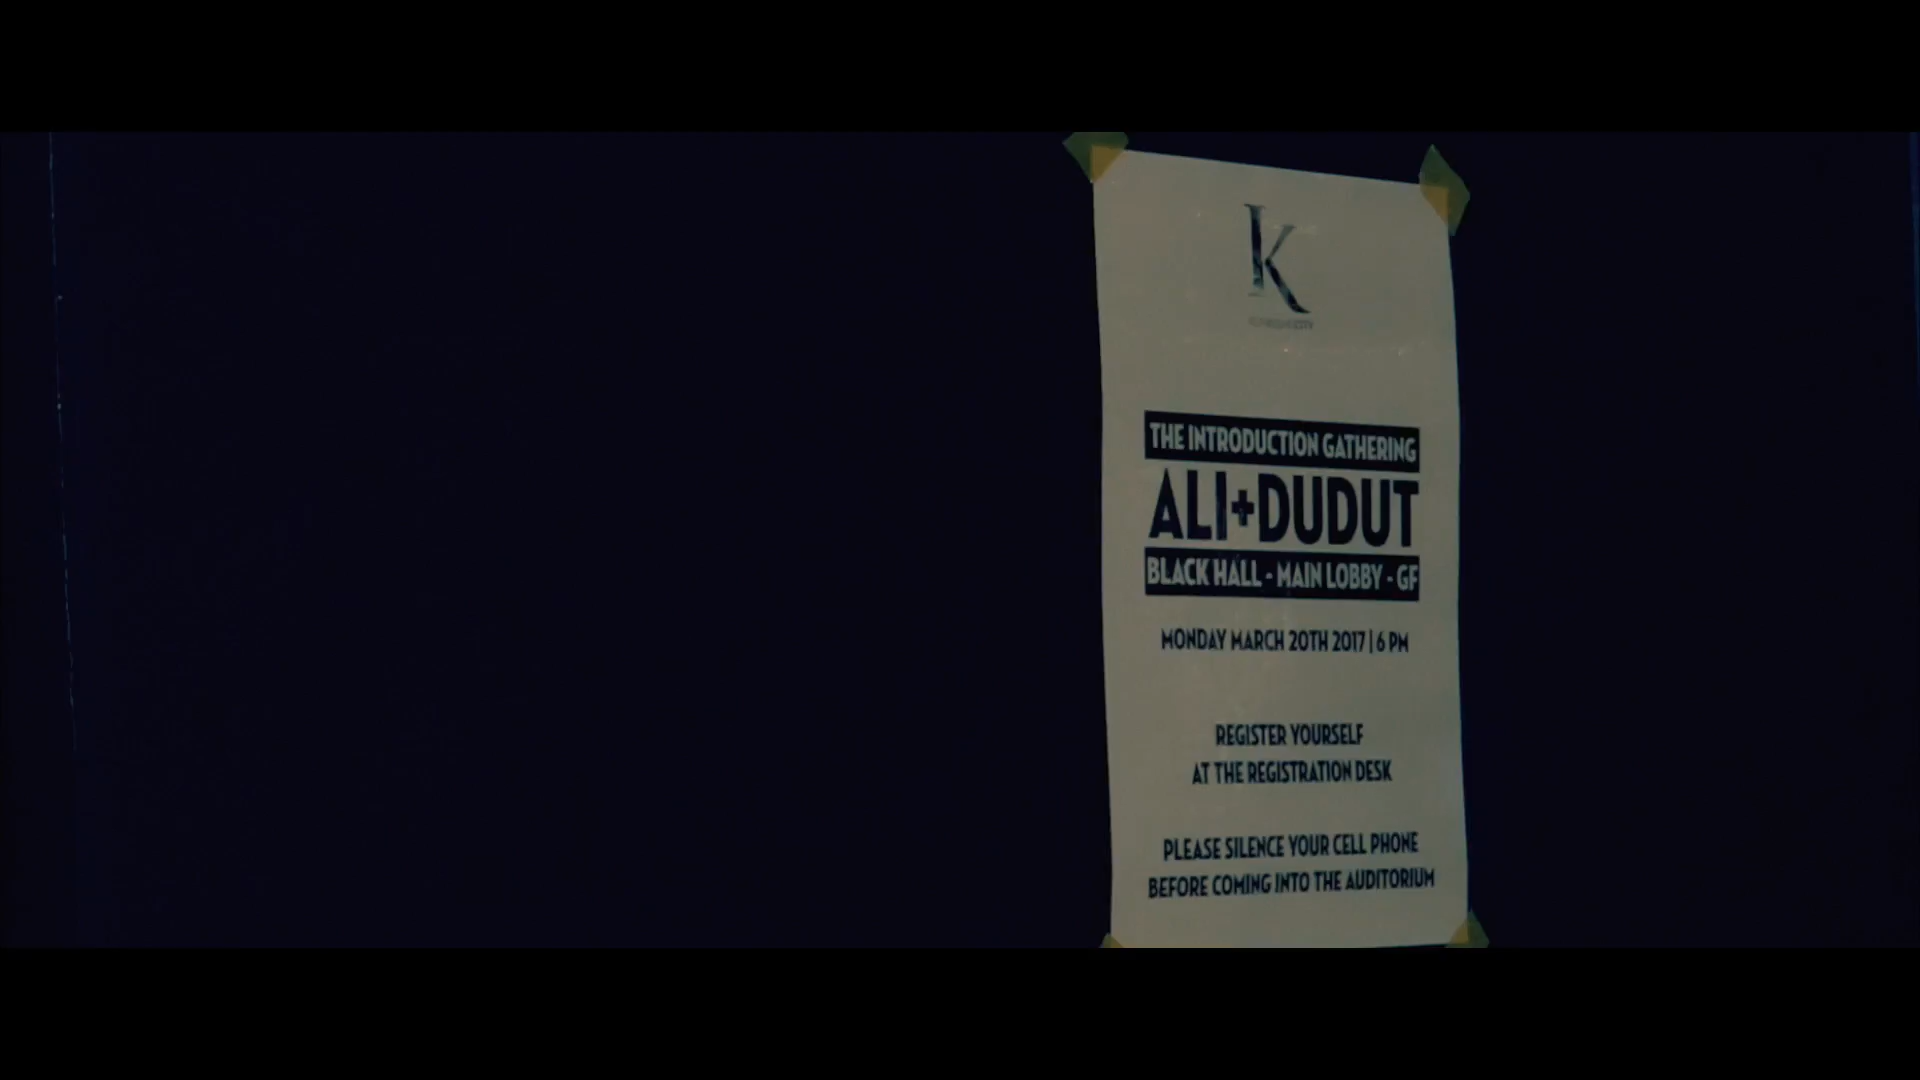 K
THE INTRODUCTION GATHERING
ALI+DUDUT
BLACK HALL - MAIN LOBBY - GF
MONDAY MARCH 20TH 2017 | 6 PM
REGISTER YOURSELF
AT THE REGISTRATION DESK
PLEASE SILENCE YOUR CELL PHONE
BEFORE COMING INTO THE AUDITORIUM